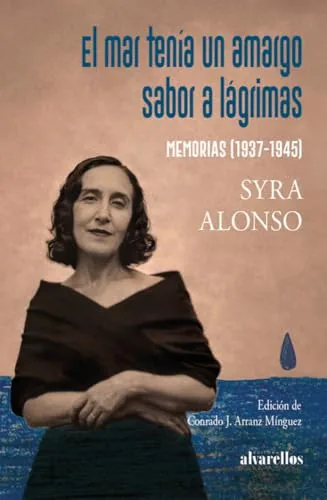 El mar tenía un amargo
sabor a lágrimas
MEMORIAS (1937-1945)
SYRA
ALONSO
Edición de
Conrado J. Arranz Mínguez
alvarellos